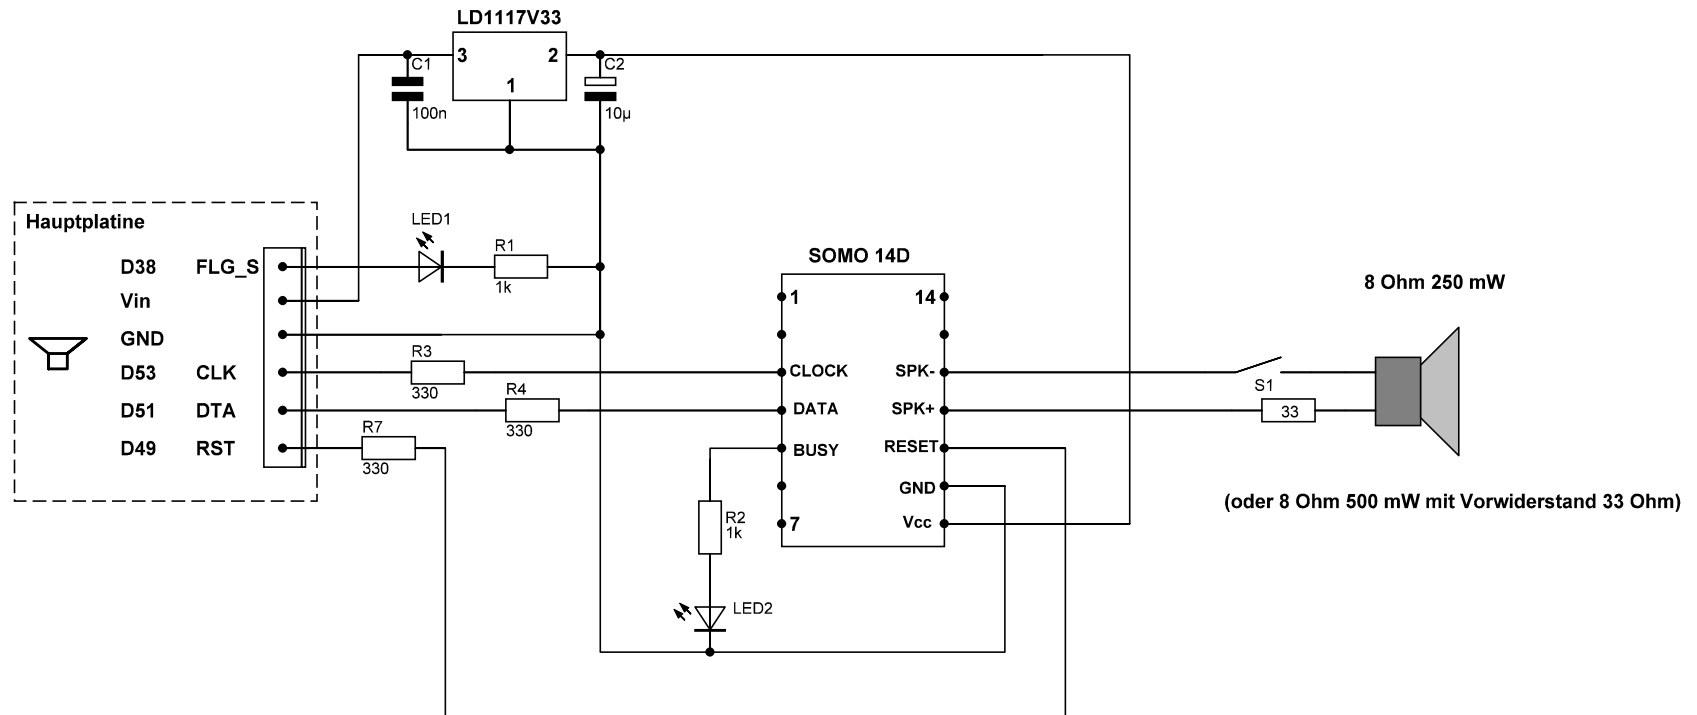 LD1117V33
3
2
C1
C2
1
100n
10µ
Hauptplatine
LED1
R1
D38 FLG_S
1k
SOMO 14D
Vin
1
14
8 Ohm 250 mW
GND
R3
D53 CLK
CLOCK
SPK-
330
R4
S1
D51 DTA
DATA
SPK+
33
R7
330
D49 RST
BUSY
RESET
330
GND
(oder 8 Ohm 500 mW mit Vorwiderstand 33 Ohm)
R2
1k
7
Vcc
LED2